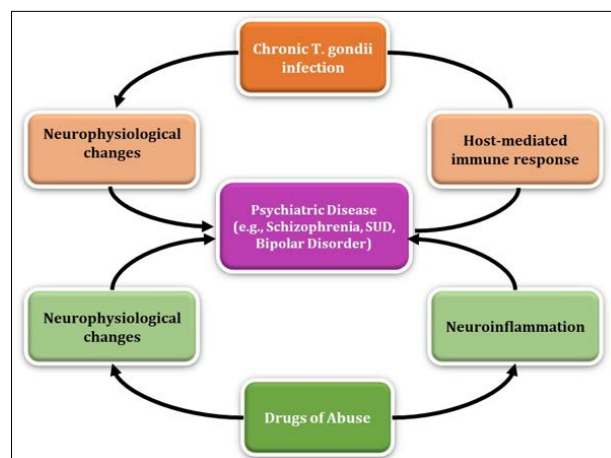 Chronic T. gondii
infection
Neurophysiological
changes
Host-mediated
immune response
Psychiatric Disease
(e.g., Schizophrenia, SUD,
Bipolar Disorder)
Neurophysiological
changes
Neuroinflammation
Drugs of Abuse